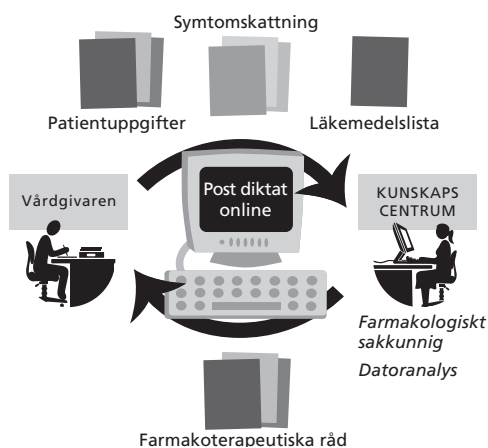 Symtomskattning
Patientuppgifter
Läkemedelslista
Vårdgivaren
Post diktat
online
KUNSKAPS
CENTRUM
Farmakologiskt
sakkunnig
Datoranalys
Farmakoterapeutiska råd